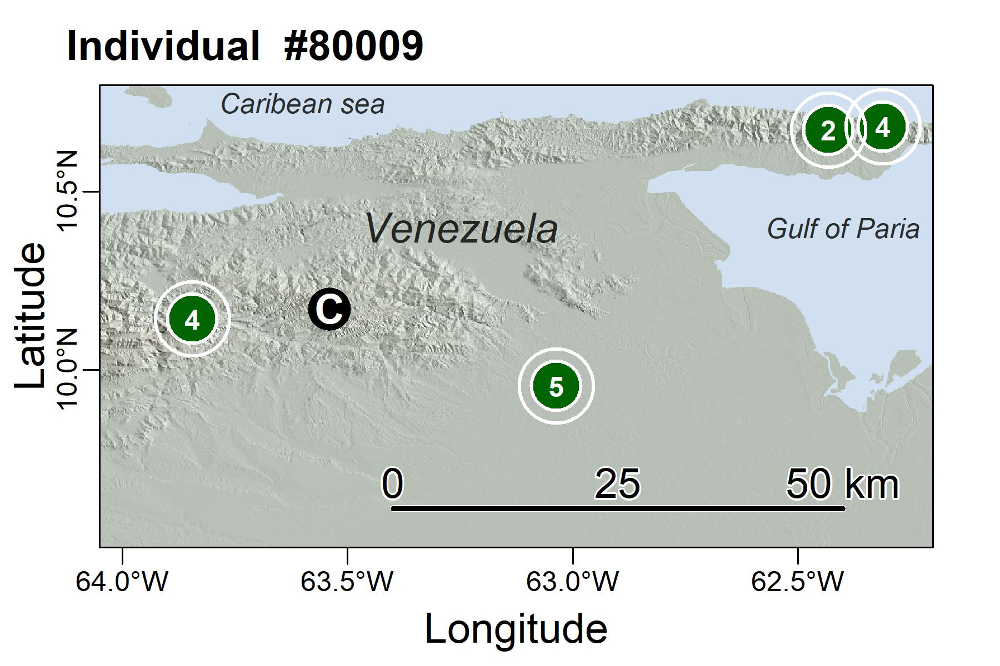 Individual #80009
Caribean sea
2
4
10.5°N
Venezuela
Gulf of Paria
Latitude
C
4
10.0°N
5
0 25 50 km
64.0°W 63.5°W 63.0°W 62.5°W
Longitude